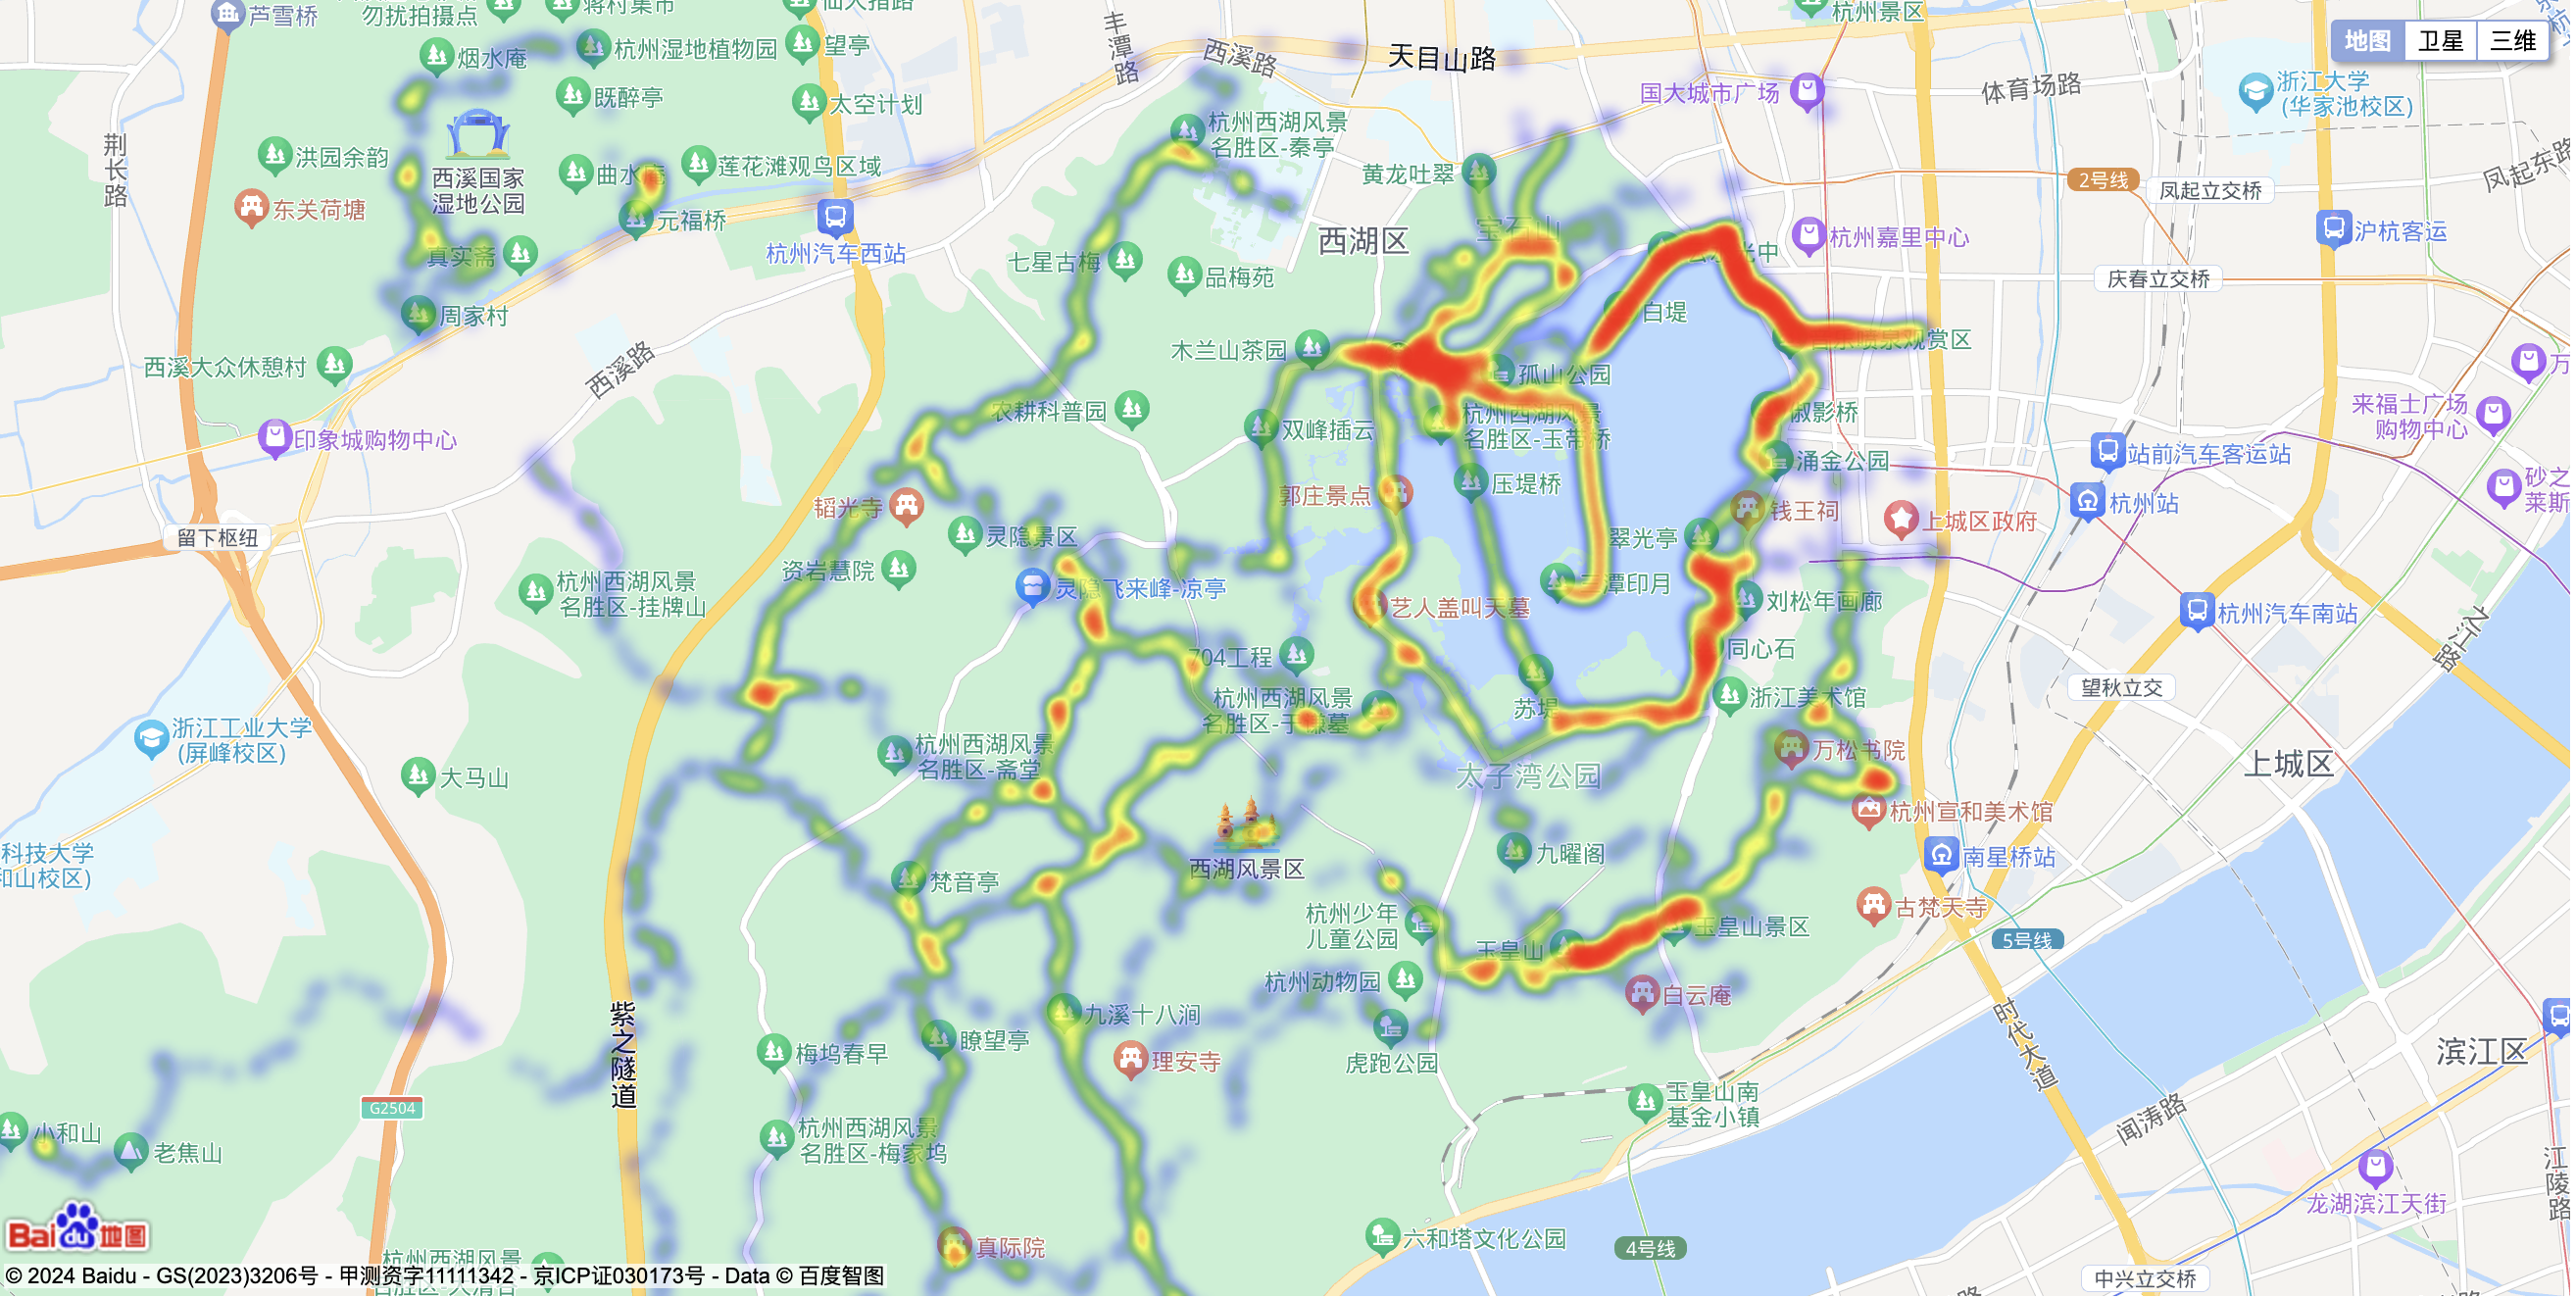 芦雪桥
勿扰拍摄点
蒋村集市
仙人指路
杭州景区
地图
卫星
三维
丰潭路
西溪路
天目山路
烟水庵
杭州湿地植物园
望亭
既醉亭
太空计划
国大城市广场
体育场路
浙江大学
(华家池校区)
荆长路
洪园余韵
西溪国家
湿地公园
曲水庵
莲花滩观鸟区域
杭州西湖风景
名胜区-秦亭
黄龙吐翠
2号线
凤起立交桥
凤起东路
东关荷塘
元福桥
杭州汽车西站
西湖区
宝石山
杭州嘉里中心
沪杭客运
真实斋
七星古梅
品梅苑
庆春立交桥
周家村
白堤
西溪大众休憩村
西溪路
木兰山茶园
孤山公园
音乐喷泉观赏区
印象城购物中心
农耕科普园
双峰插云
杭州西湖风景
名胜区-玉带桥
俶影桥
来福士广场
购物中心
涌金公园
站前汽车客运站
韬光寺
郭庄景点
压堤桥
钱王祠
上城区政府
杭州站
砂之
莱斯
留下枢纽
灵隐景区
翠光亭
资岩慧院
杭州西湖风景
名胜区-挂牌山
灵隐飞来峰-凉亭
三潭印月
艺人盖叫天墓
刘松年画廊
杭州汽车南站
之江路
704工程
同心石
望秋立交
杭州西湖风景
名胜区-于谦墓
苏堤
浙江美术馆
浙江工业大学
(屏峰校区)
杭州西湖风景
名胜区-斋堂
万松书院
上城区
大马山
太子湾公园
杭州宣和美术馆
科技大学
和山校区)
西湖风景区
九曜阁
南星桥站
梵音亭
杭州少年
儿童公园
古梵天寺
玉皇山
玉皇山景区
5号线
杭州动物园
白云庵
紫之隧道
九溪十八涧
瞭望亭
时代大道
梅坞春早
理安寺
虎跑公园
滨江区
G2504
玉皇山南
基金小镇
小和山
老焦山
杭州西湖风景
名胜区-梅家坞
闻涛路
江陵路
龙湖滨江天街
Baidu地图
真际院
六和塔文化公园
4号线
杭州西湖风景
中兴立交桥
© 2024 Baidu - GS(2023)3206号 - 甲测资字11111342 - 京ICP证030173号 - Data © 百度智图